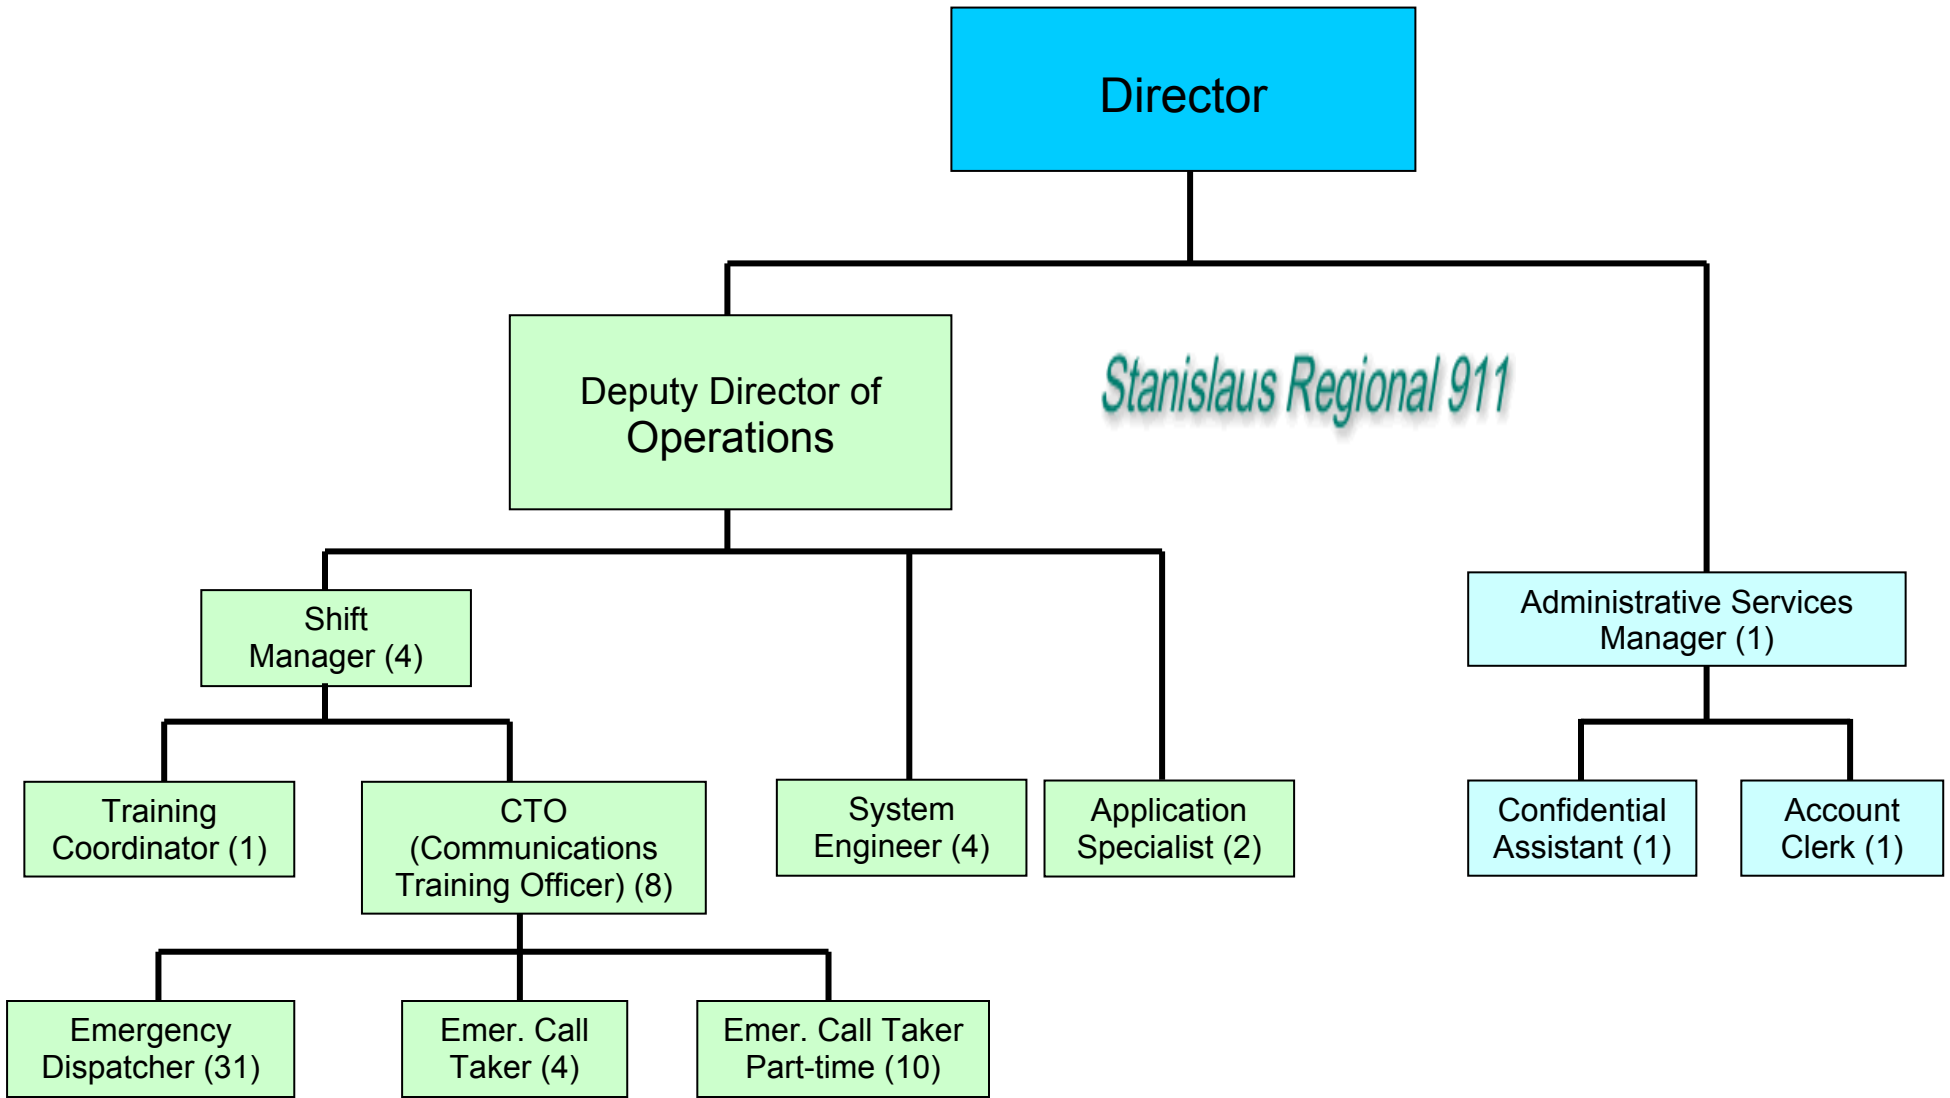 Director
Deputy Director of
Operations
Stanislaus Regional 911
Shift
Manager (4)
Administrative Services
Manager (1)
Training
Coordinator (1)
CTO
(Communications
Training Officer) (8)
System
Engineer (4)
Application
Specialist (2)
Confidential
Assistant (1)
Account
Clerk (1)
Emergency
Dispatcher (31)
Emer. Call
Taker (4)
Emer. Call Taker
Part-time (10)